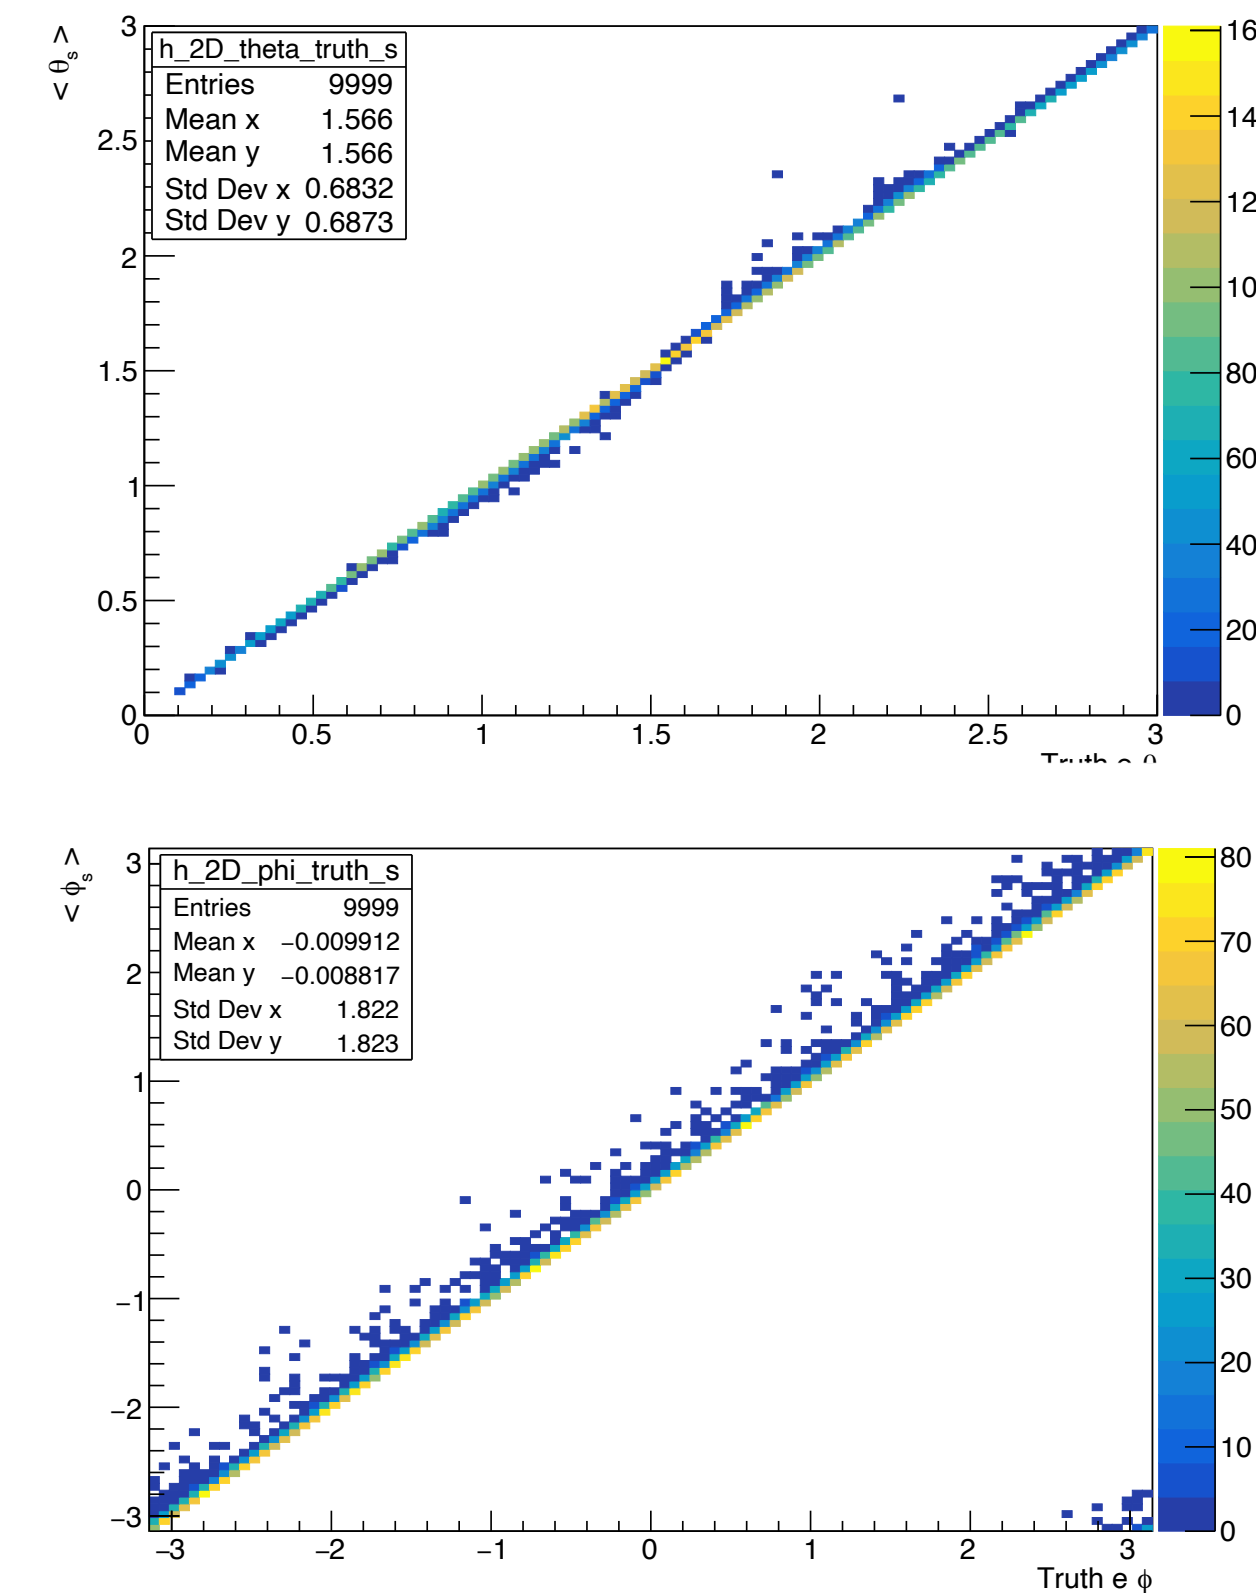 h_2D_theta_truth_s
Entries 9999
Mean x 1.566
Mean y 1.566
Std Dev x 0.6832
Std Dev y 0.6873
< θs >
3
2.5
2
1.5
1
0.5
0
0 0.5 1 1.5 2 2.5 3
16
14
12
10
80
60
40
20
0
h_2D_phi_truth_s
Entries 9999
Mean x −0.009912
Mean y −0.008817
Std Dev x 1.822
Std Dev y 1.823
< ϕs >
3
2
1
0
−1
−2
−3
−3 −2 −1 0 1 2 3
Truth e ϕ
80
70
60
50
40
30
20
10
0